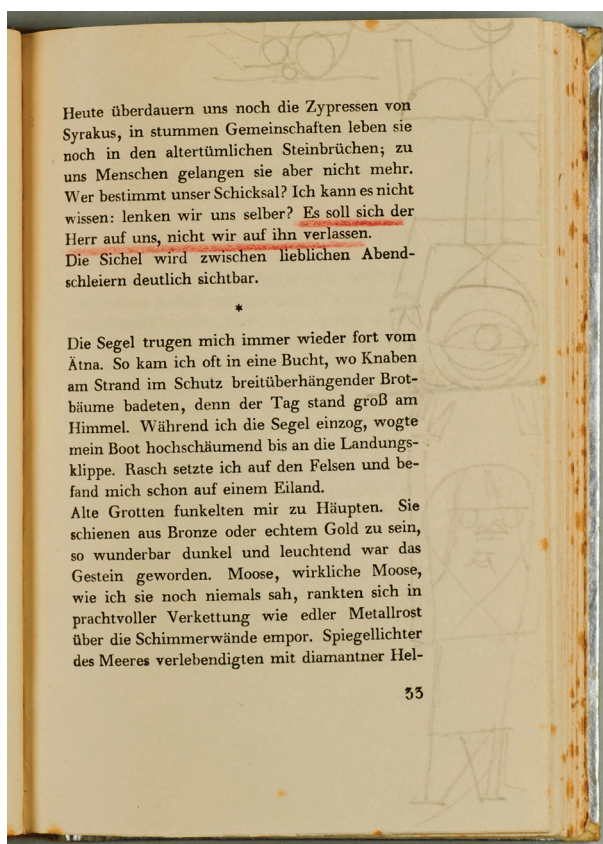 Heute überdauern uns noch die Zypressen von
Syrakus, in stummen Gemeinschaften leben sie
noch in den altertümlichen Steinbrüchen; zu
uns Menschen gelangen sie aber nicht mehr.
Wer bestimmt unser Schicksal? Ich kann es nicht
wissen: lenken wir uns selber? Es soll sich der
Herr auf uns, nicht wir auf ihn verlassen.
Die Sichel wird zwischen lieblichen Abend-
schleiern deutlich sichtbar.
*
Die Segel trugen mich immer wieder fort vom
Ätna. So kam ich oft in eine Bucht, wo Knaben
am Strand im Schutz breitüberhängender Brot-
bäume badeten, denn der Tag stand groß am
Himmel. Während ich die Segel einzog, wogte
mein Boot hochschäumend bis an die Landungs-
klippe. Rasch setzte ich auf den Felsen und be-
fand mich schon auf einem Eiland.
Alte Grotten funkelten mir zu Häupten. Sie
schienen aus Bronze oder echtem Gold zu sein,
so wunderbar dunkel und leuchtend war das
Gestein geworden. Moose, wirkliche Moose,
wie ich sie noch niemals sah, rankten sich in
prachtvoller Verkettung wie edler Metallrost
über die Schimmerwände empor. Spiegellichter
des Meeres verlebendigten mit diamantner Hel-
33